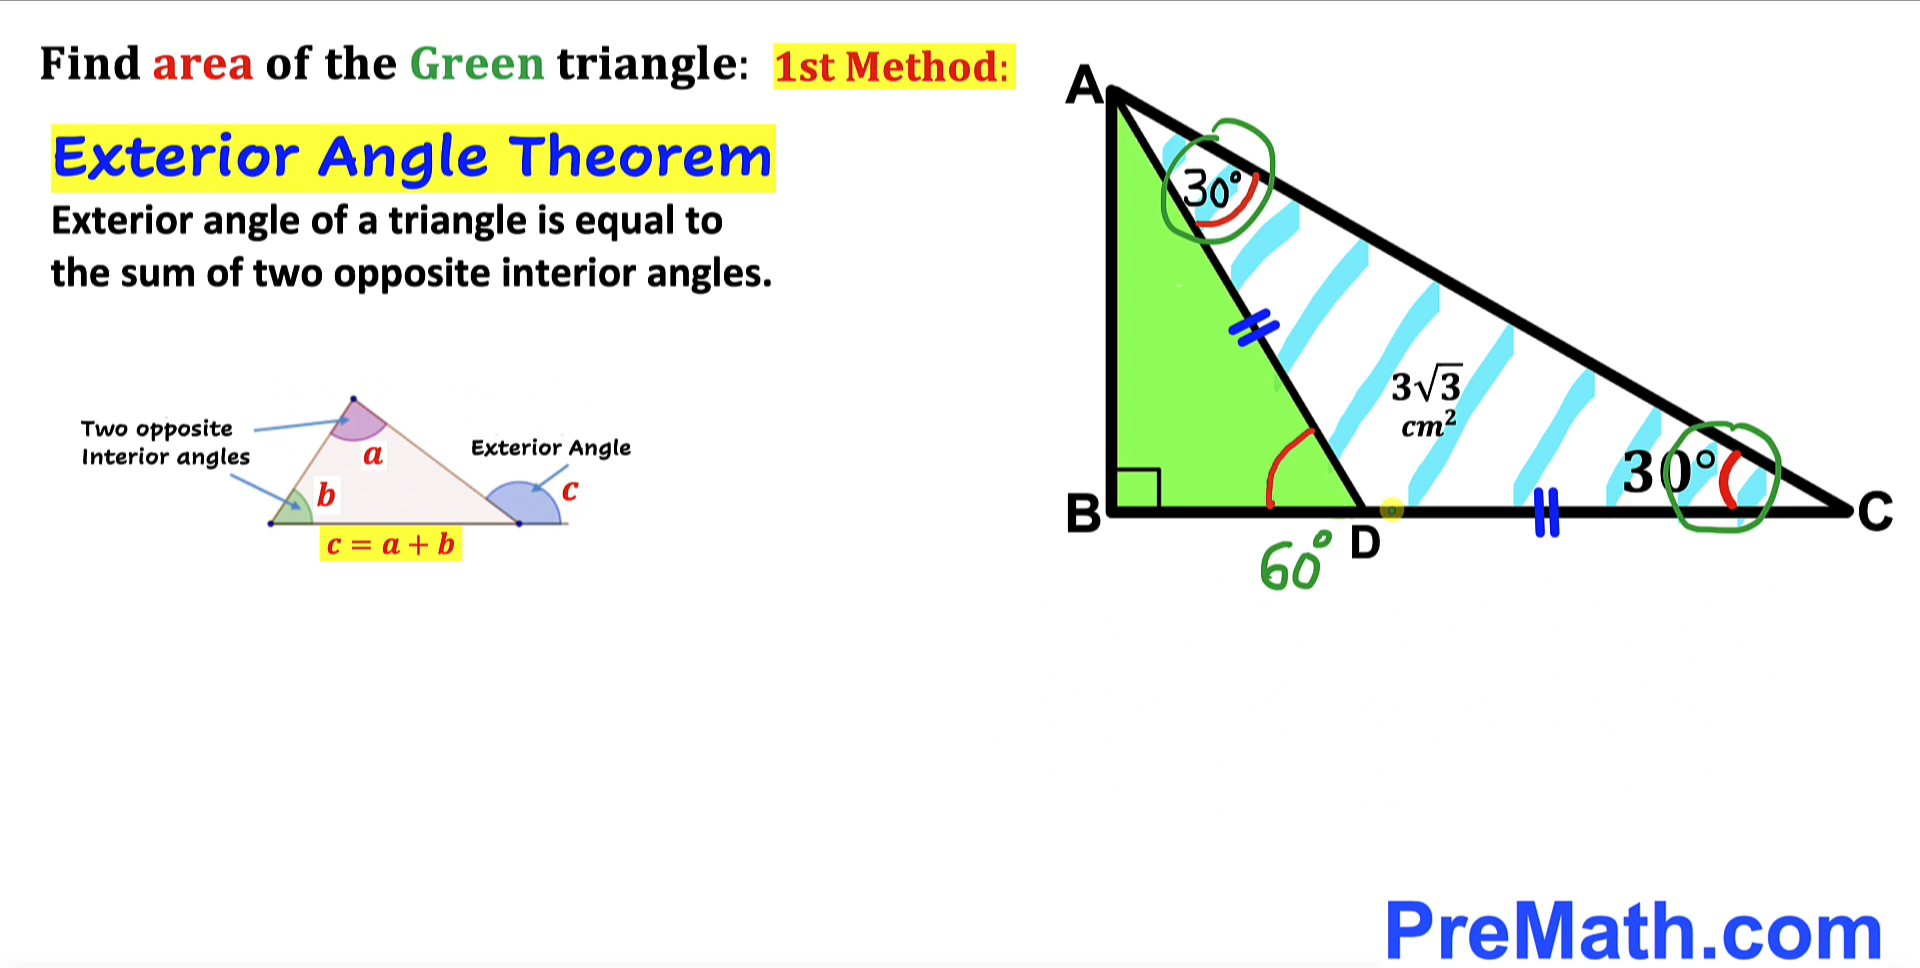 Find area of the Green triangle: 1st Method:
Exterior Angle Theorem
Exterior angle of a triangle is equal to
the sum of two opposite interior angles.
Two opposite
Interior angles
a
b
Exterior Angle
c
c = a + b
A
30°
3√3
cm²
30°
B
D
C
60°
PreMath.com